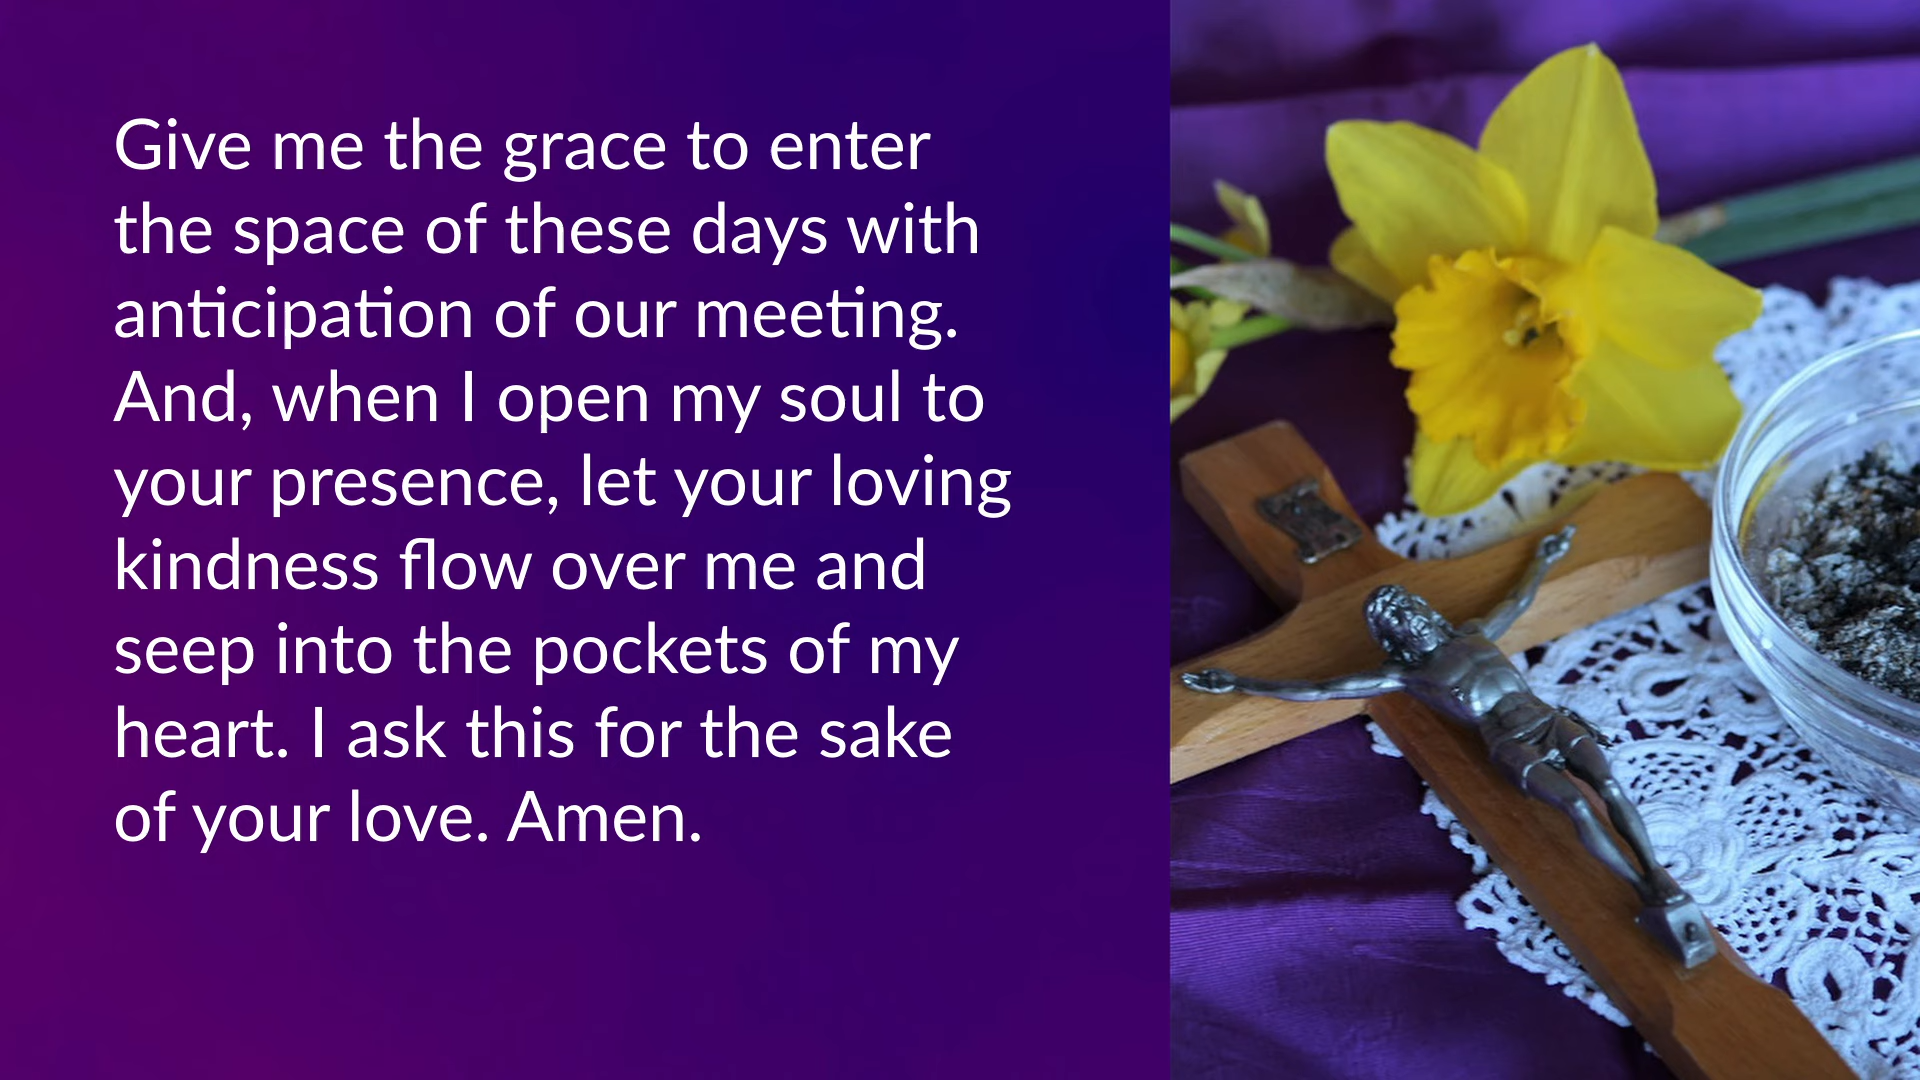 Give me the grace to enter
the space of these days with
anticipation of our meeting.
And, when I open my soul to
your presence, let your loving
kindness flow over me and
seep into the pockets of my
heart. I ask this for the sake
of your love. Amen.